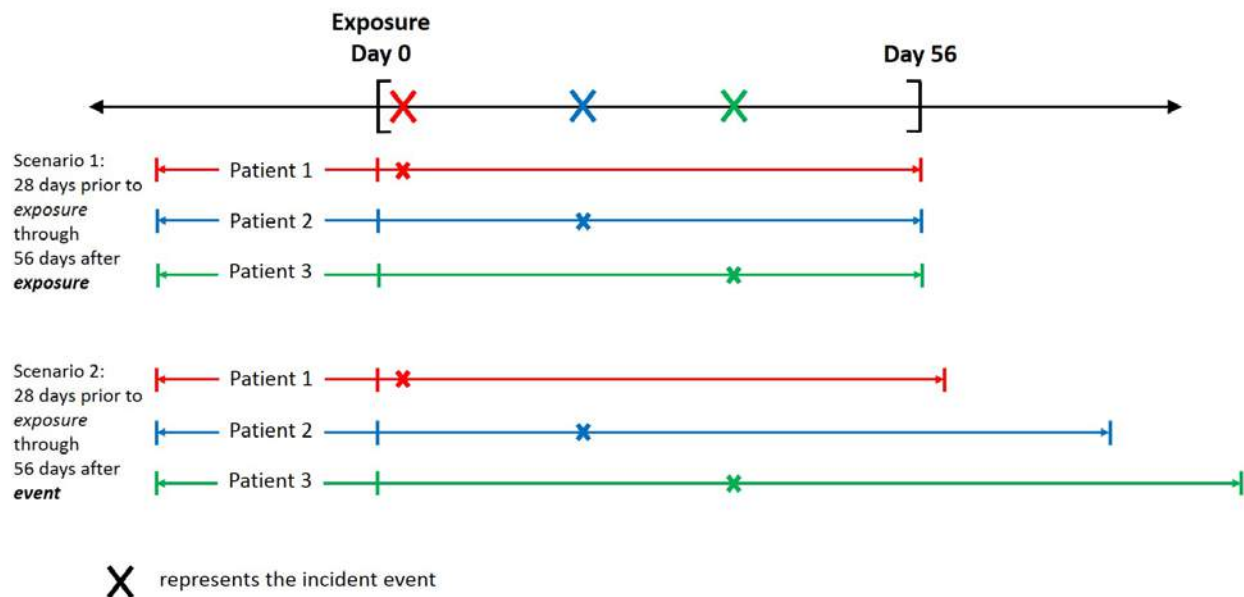 Exposure
Day 0
Day 56
Scenario 1:
28 days prior to
exposure
through
56 days after
exposure
Patient 1
Patient 2
Patient 3
Scenario 2:
28 days prior to
exposure
through
56 days after
event
Patient 1
Patient 2
Patient 3
represents the incident event